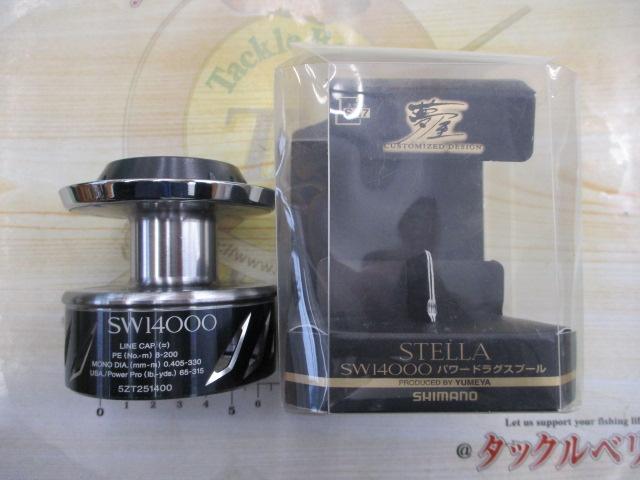 Tackle
SW14000
LINE CAP. (≈)
PE (No.-m) 8-200
MONO DIA. (mm-m) 0.405-330
USA./Power Pro (lb.-yds.) 65-315
5ZT251400
0 1 2 3 4 5 6
夢屋
CUSTOMIZED DESIGN
STELLA
SW14000 パワードラグスプール
PRODUCED BY YUMEYA
SHIMANO
Let us support your fishing life
@タックルベリ